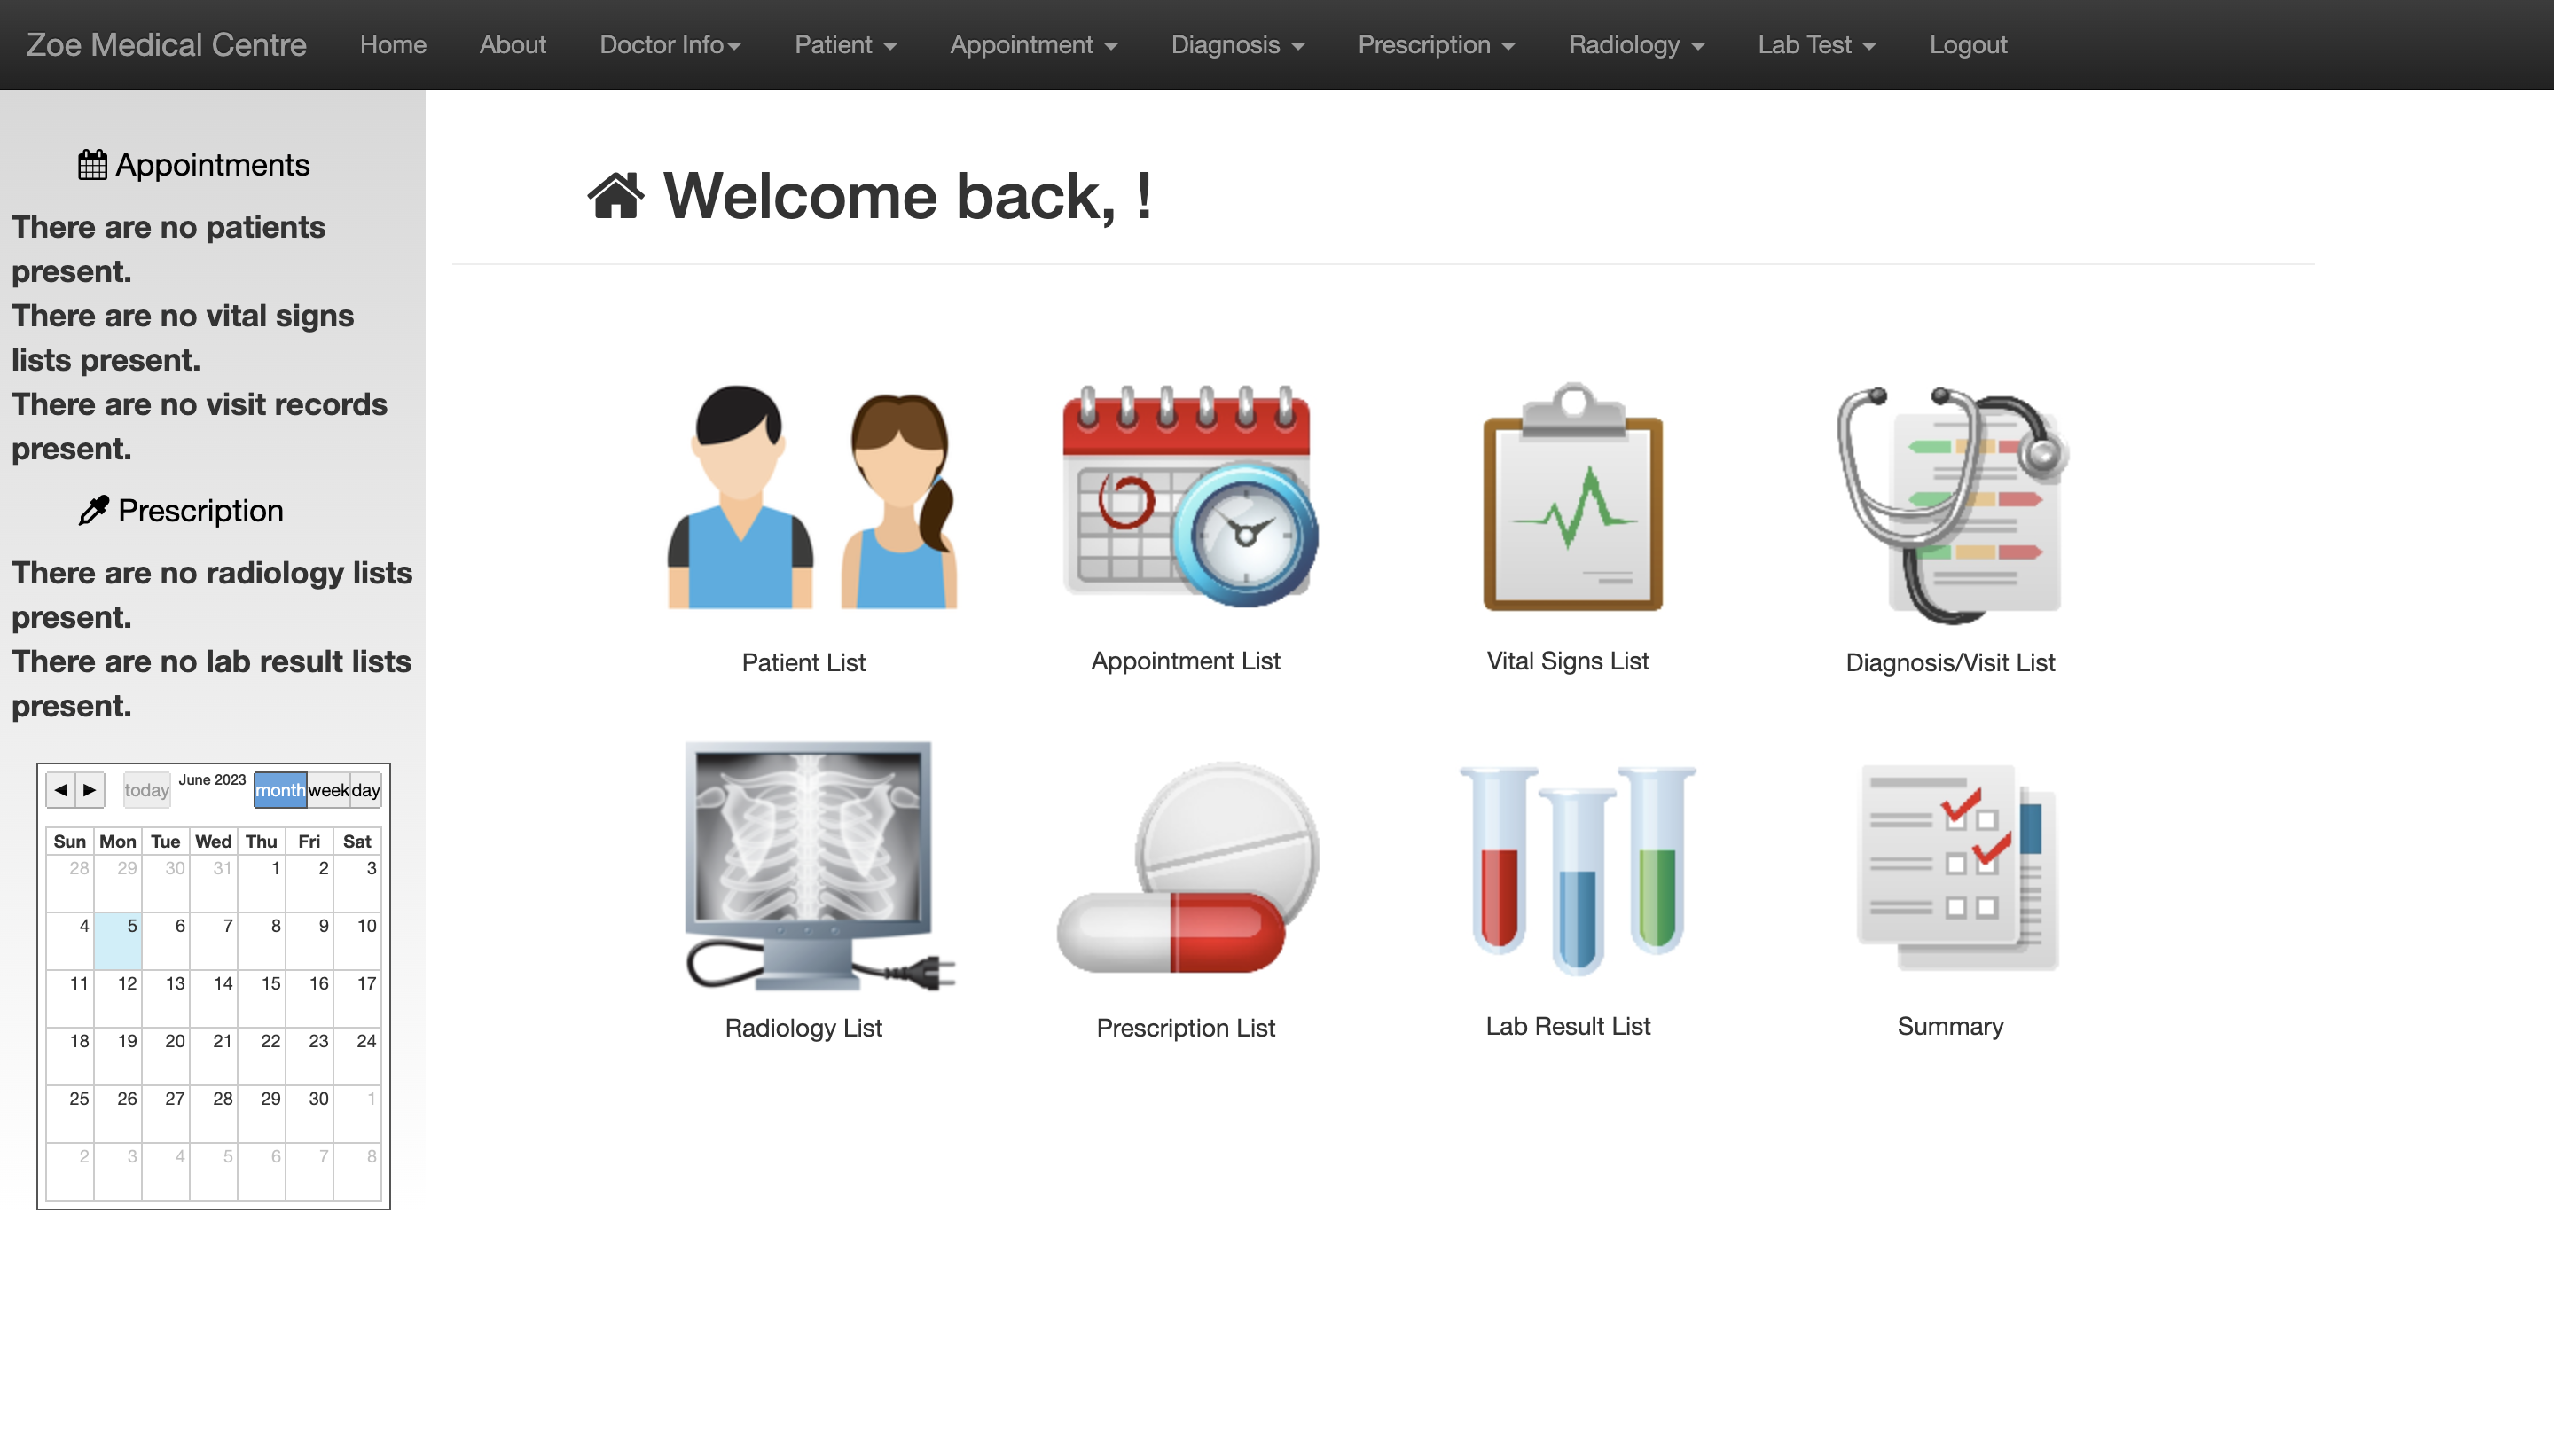 Zoe Medical Centre Home About Doctor Info Patient Appointment Diagnosis Prescription Radiology Lab Test Logout
Appointments
There are no patients
present.
There are no vital signs
lists present.
There are no visit records
present.
Prescription
There are no radiology lists
present.
There are no lab result lists
present.
today June 2023 month week day
Sun Mon Tue Wed Thu Fri Sat
28 29 30 31 1 2 3
4 5 6 7 8 9 10
11 12 13 14 15 16 17
18 19 20 21 22 23 24
25 26 27 28 29 30 1
2 3 4 5 6 7 8
Welcome back, !
Patient List Appointment List Vital Signs List Diagnosis/Visit List
Radiology List Prescription List Lab Result List Summary